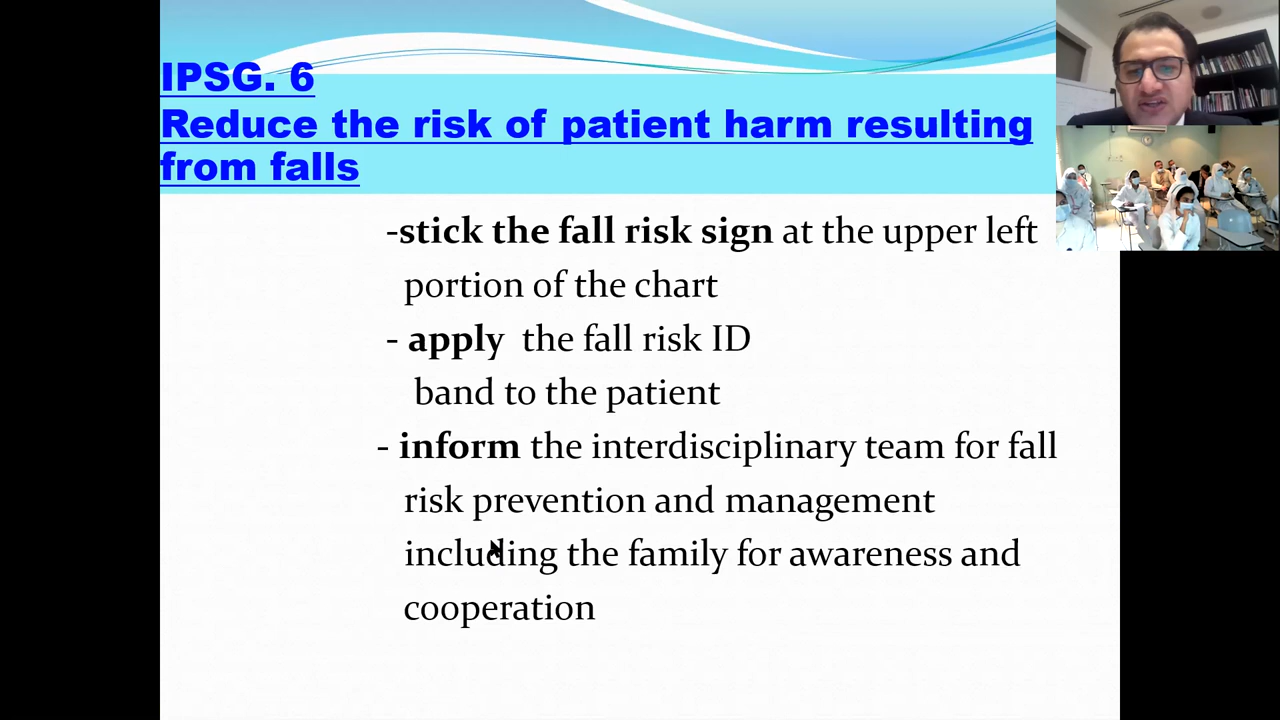 IPSG. 6
Reduce the risk of patient harm resulting
from falls
-stick the fall risk sign at the upper left
portion of the chart
- apply the fall risk ID
band to the patient
- inform the interdisciplinary team for fall
risk prevention and management
including the family for awareness and
cooperation